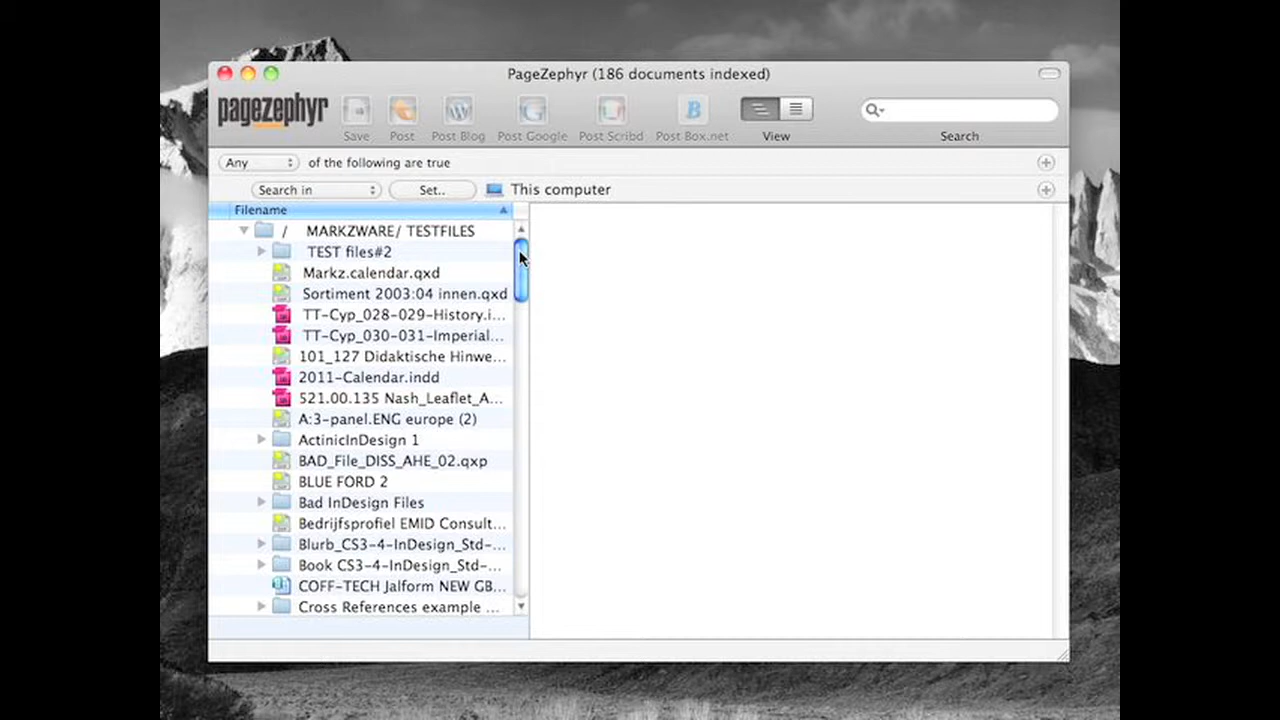 PageZephyr (186 documents indexed)
pagezephyr
Save Post Post Blog Post Google Post Scribd Post Box.net View Search
Any of the following are true
Search in Set.. This computer
Filename
/ MARKZWARE/ TESTFILES
TEST files#2
Markz.calendar.qxd
Sortiment 2003:04 innen.qxd
TT-Cyp_028-029-History.i...
TT-Cyp_030-031-Imperial...
101_127 Didaktische Hinwe...
2011-Calendar.indd
521.00.135 Nash_Leaflet_A...
A:3-panel.ENG europe (2)
ActinicInDesign 1
BAD_File_DISS_AHE_02.qxp
BLUE FORD 2
Bad InDesign Files
Bedrijfsprofiel EMID Consult...
Blurb_CS3-4-InDesign_Std-...
Book CS3-4-InDesign_Std-...
COFF-TECH Jalform NEW GB...
Cross References example ...